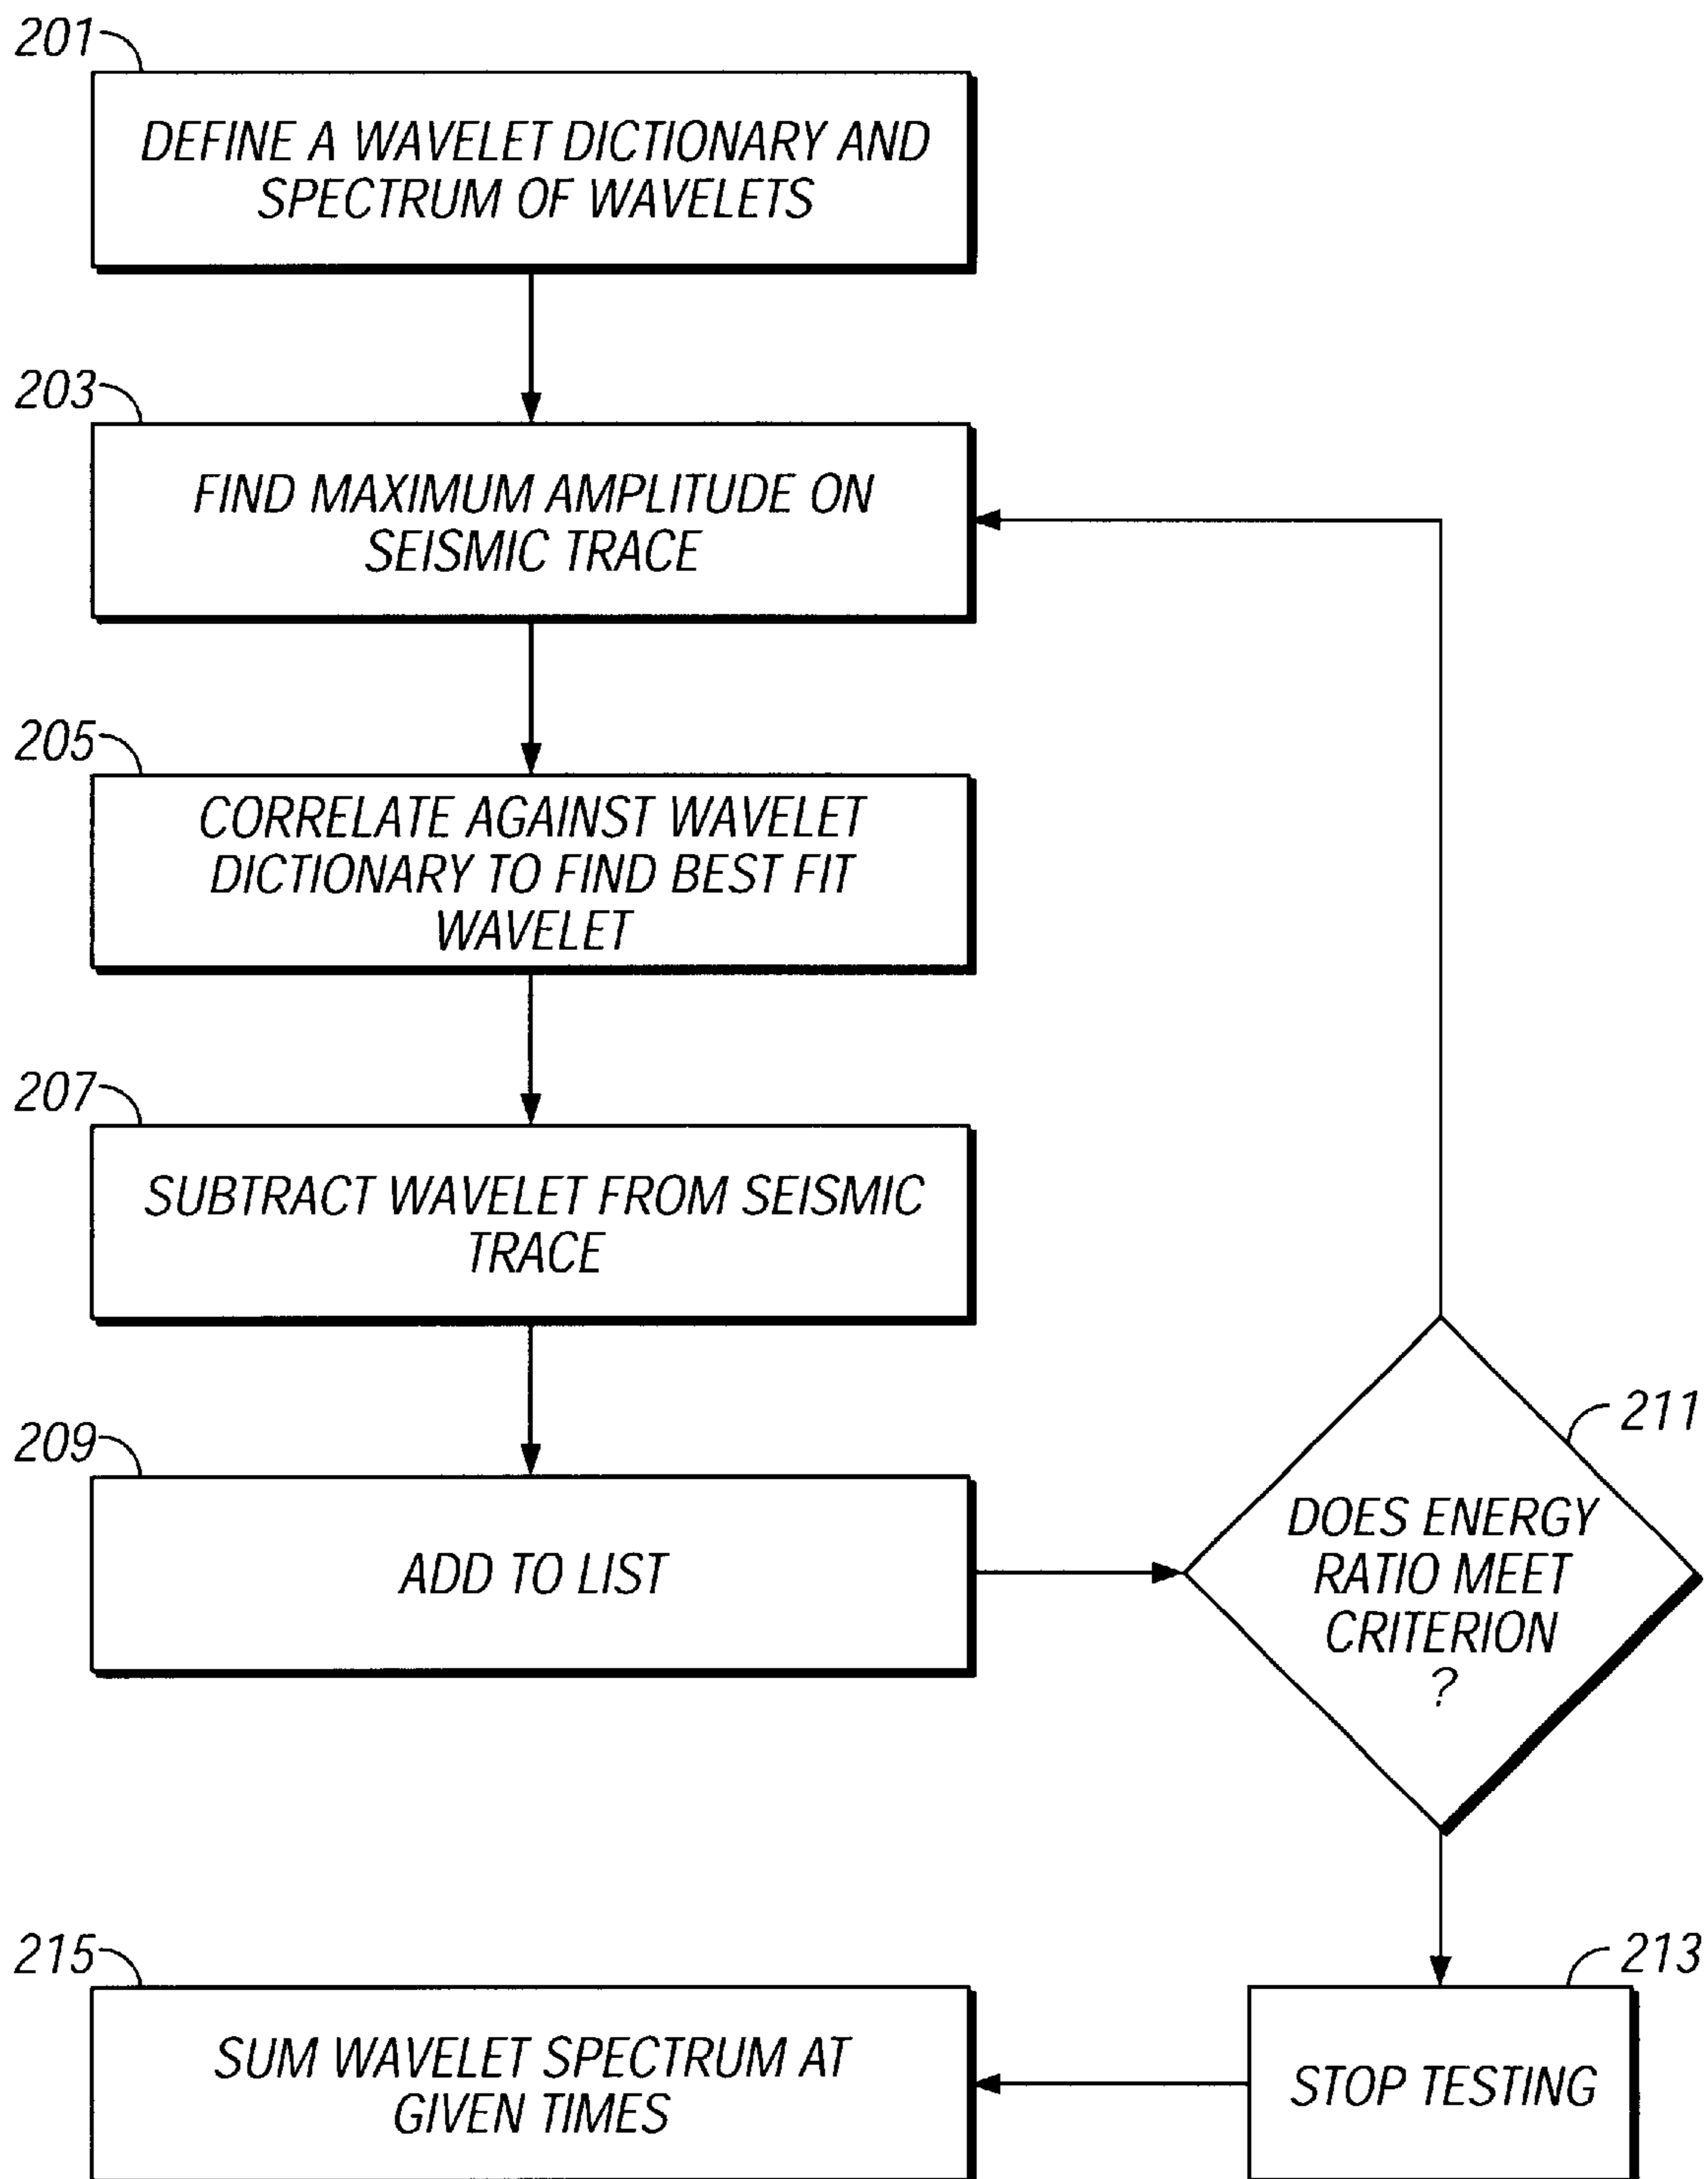 201
DEFINE A WAVELET DICTIONARY AND
SPECTRUM OF WAVELETS
203
FIND MAXIMUM AMPLITUDE ON
SEISMIC TRACE
205
CORRELATE AGAINST WAVELET
DICTIONARY TO FIND BEST FIT
WAVELET
207
SUBTRACT WAVELET FROM SEISMIC
TRACE
209
ADD TO LIST
211
DOES ENERGY
RATIO MEET
CRITERION
?
213
STOP TESTING
215
SUM WAVELET SPECTRUM AT
GIVEN TIMES